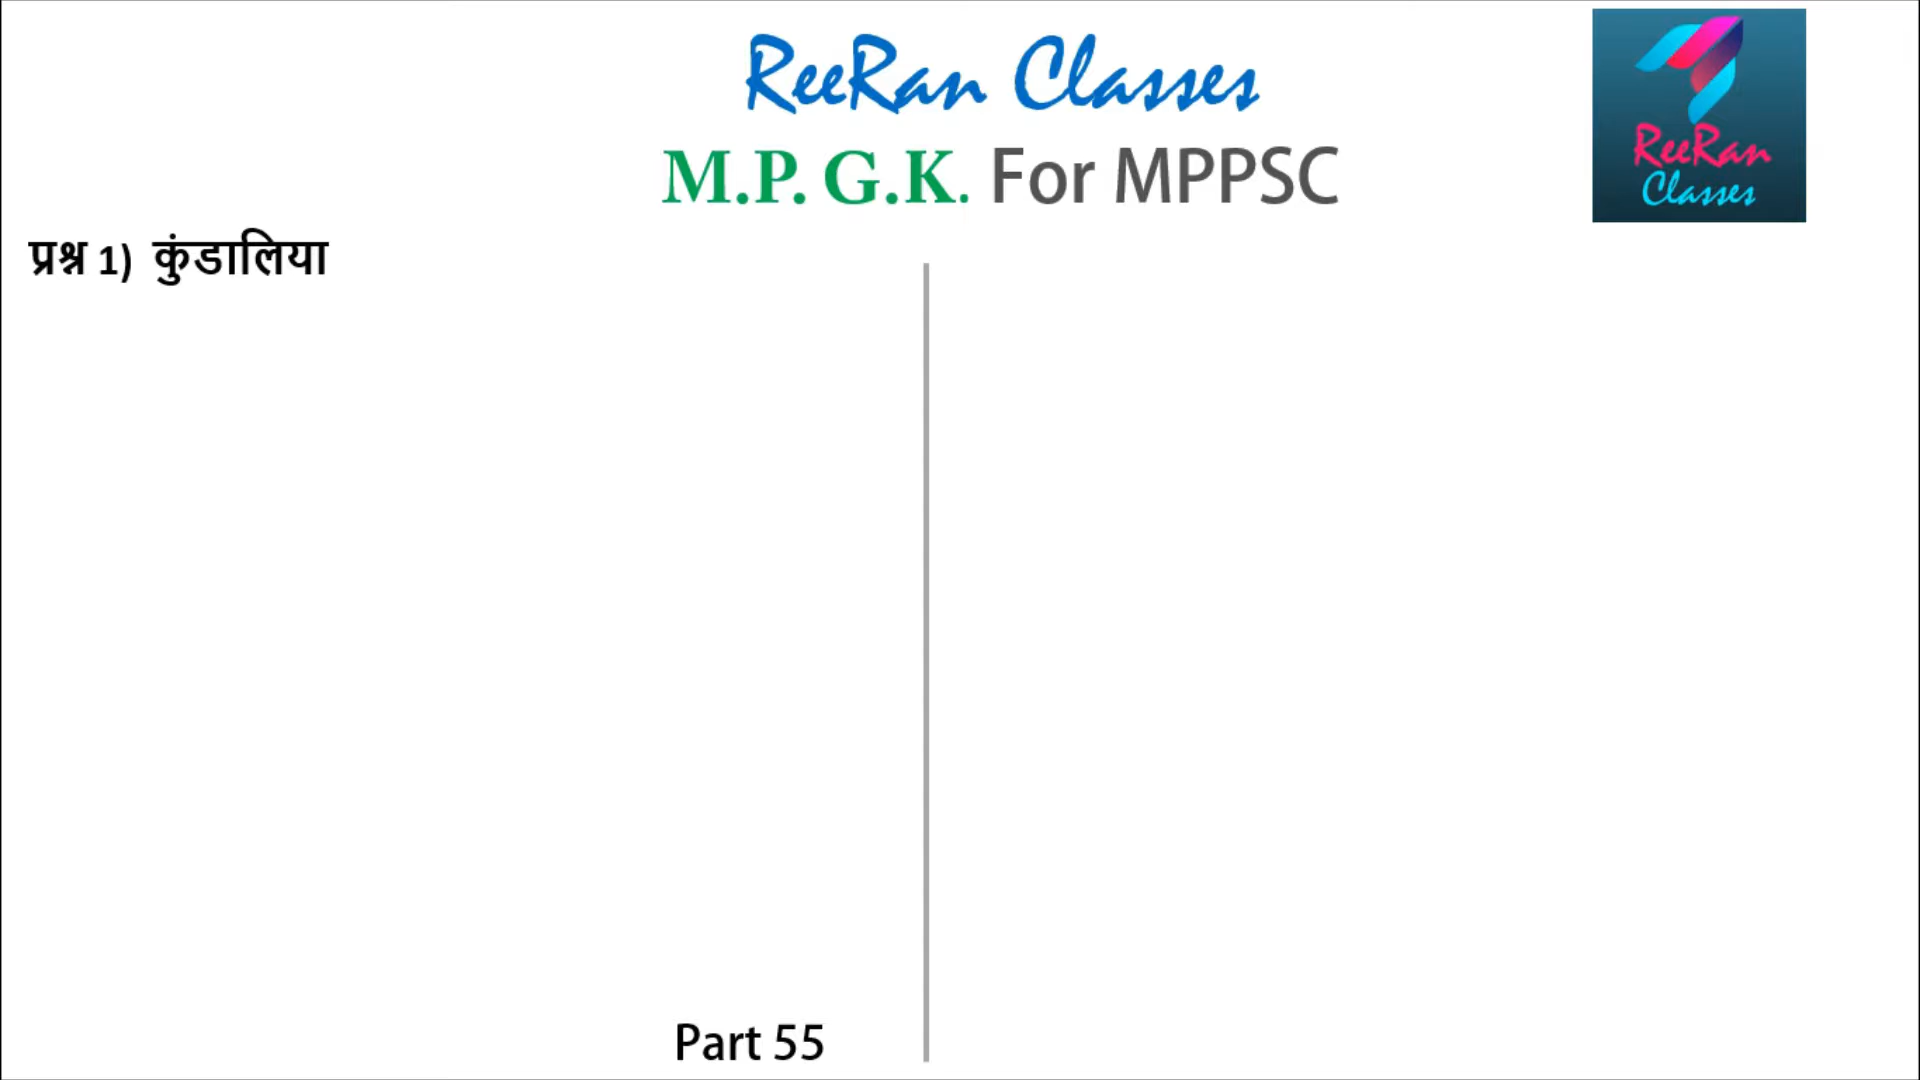 ReeRan Classes
M.P. G.K. For MPPSC
ReeRan
Classes
प्रश्न 1) कुंडालिया
Part 55